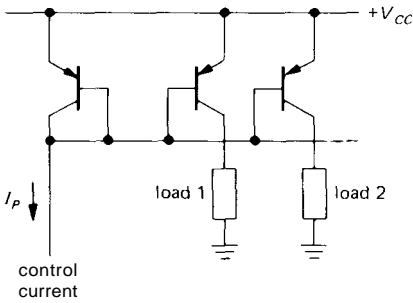 +V_CC
load 1
load 2
I_P
control
current